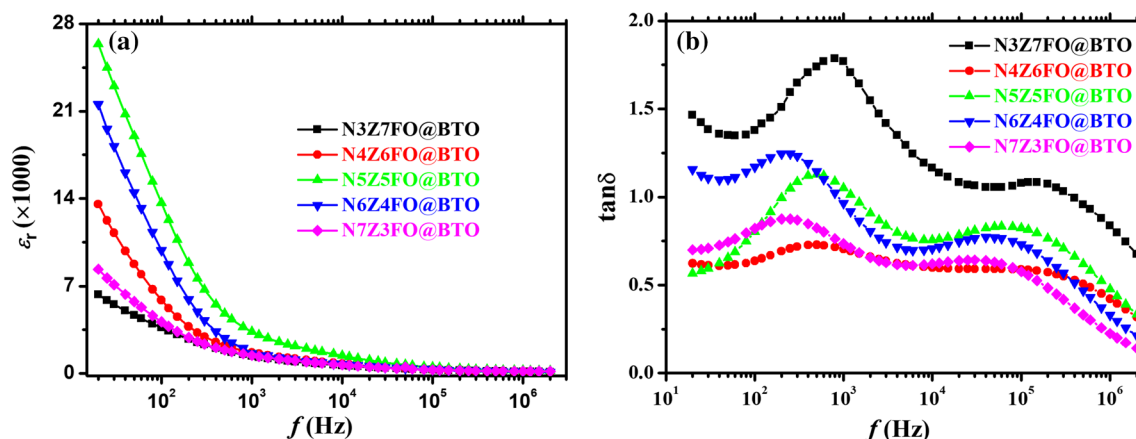 (a)
28
21
14
7
0
εr (×1000)
N3Z7FO@BTO
N4Z6FO@BTO
N5Z5FO@BTO
N6Z4FO@BTO
N7Z3FO@BTO
10² 10³ 10⁴ 10⁵ 10⁶
f (Hz)
(b)
2.0
1.5
1.0
0.5
0.0
tanδ
N3Z7FO@BTO
N4Z6FO@BTO
N5Z5FO@BTO
N6Z4FO@BTO
N7Z3FO@BTO
10¹ 10² 10³ 10⁴ 10⁵ 10⁶
f (Hz)